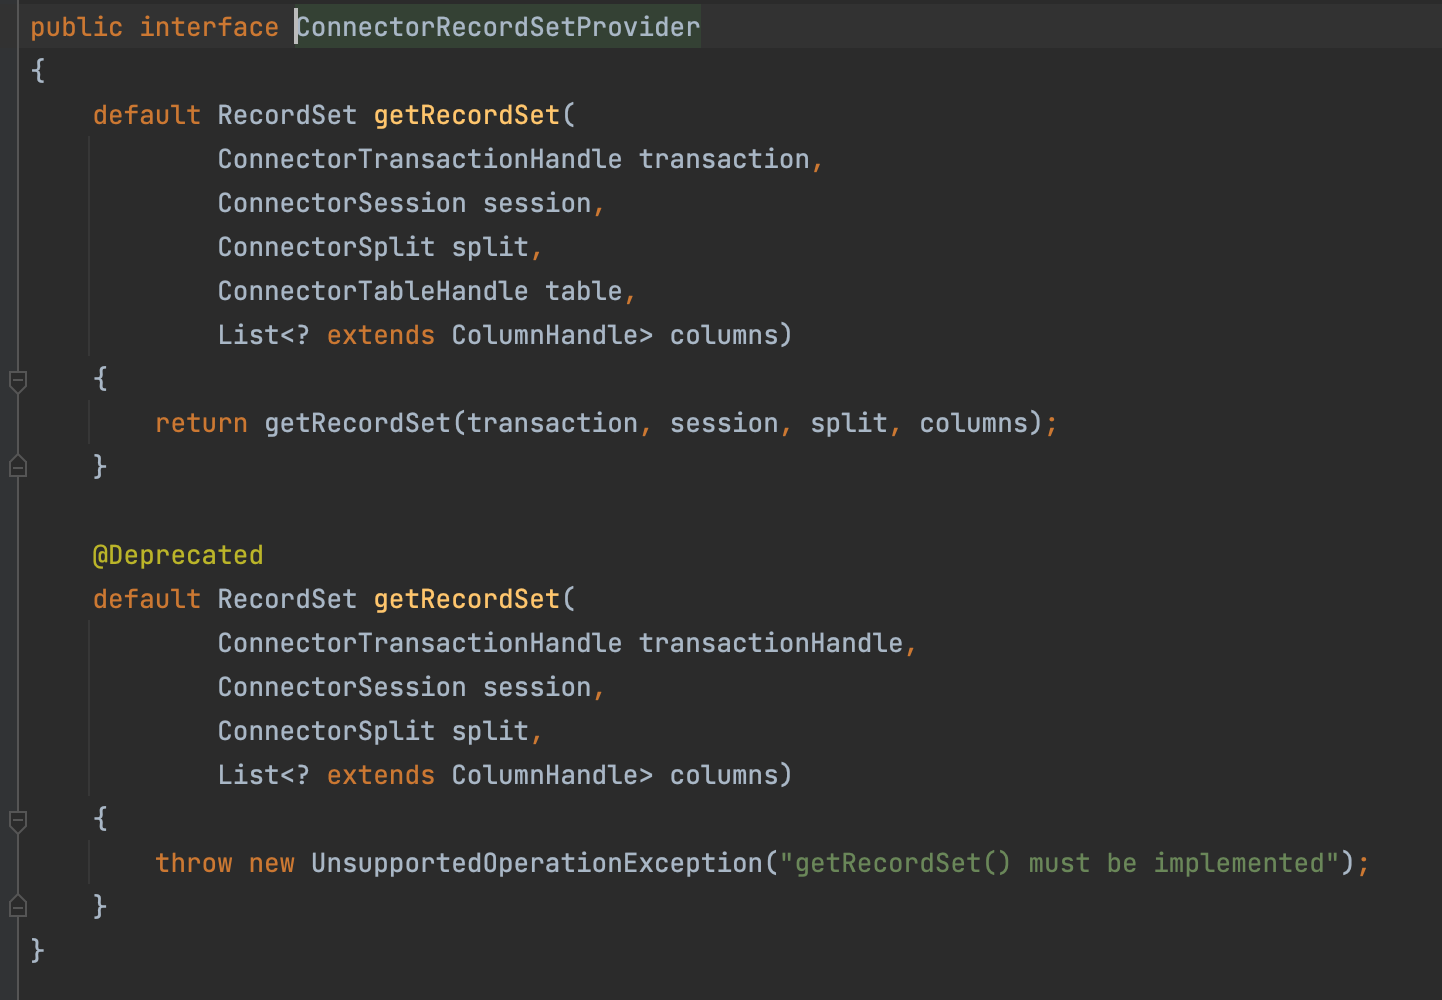 public interface ConnectorRecordSetProvider
{
    default RecordSet getRecordSet(
            ConnectorTransactionHandle transaction,
            ConnectorSession session,
            ConnectorSplit split,
            ConnectorTableHandle table,
            List<? extends ColumnHandle> columns)
    {
        return getRecordSet(transaction, session, split, columns);
    }

    @Deprecated
    default RecordSet getRecordSet(
            ConnectorTransactionHandle transactionHandle,
            ConnectorSession session,
            ConnectorSplit split,
            List<? extends ColumnHandle> columns)
    {
        throw new UnsupportedOperationException("getRecordSet() must be implemented");
    }
}